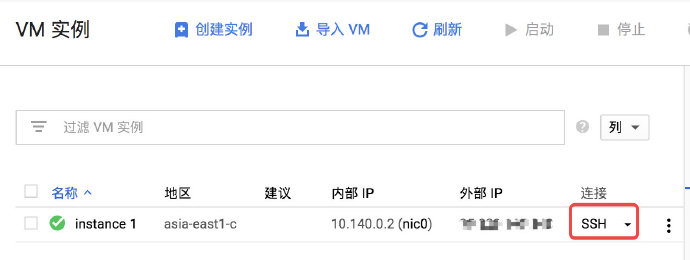 VM 实例 创建实例 导入 VM 刷新 启动 停止
过滤 VM 实例 列
名称 地区 建议 内部 IP 外部 IP 连接
instance 1 asia-east1-c 10.140.0.2 (nic0) SSH